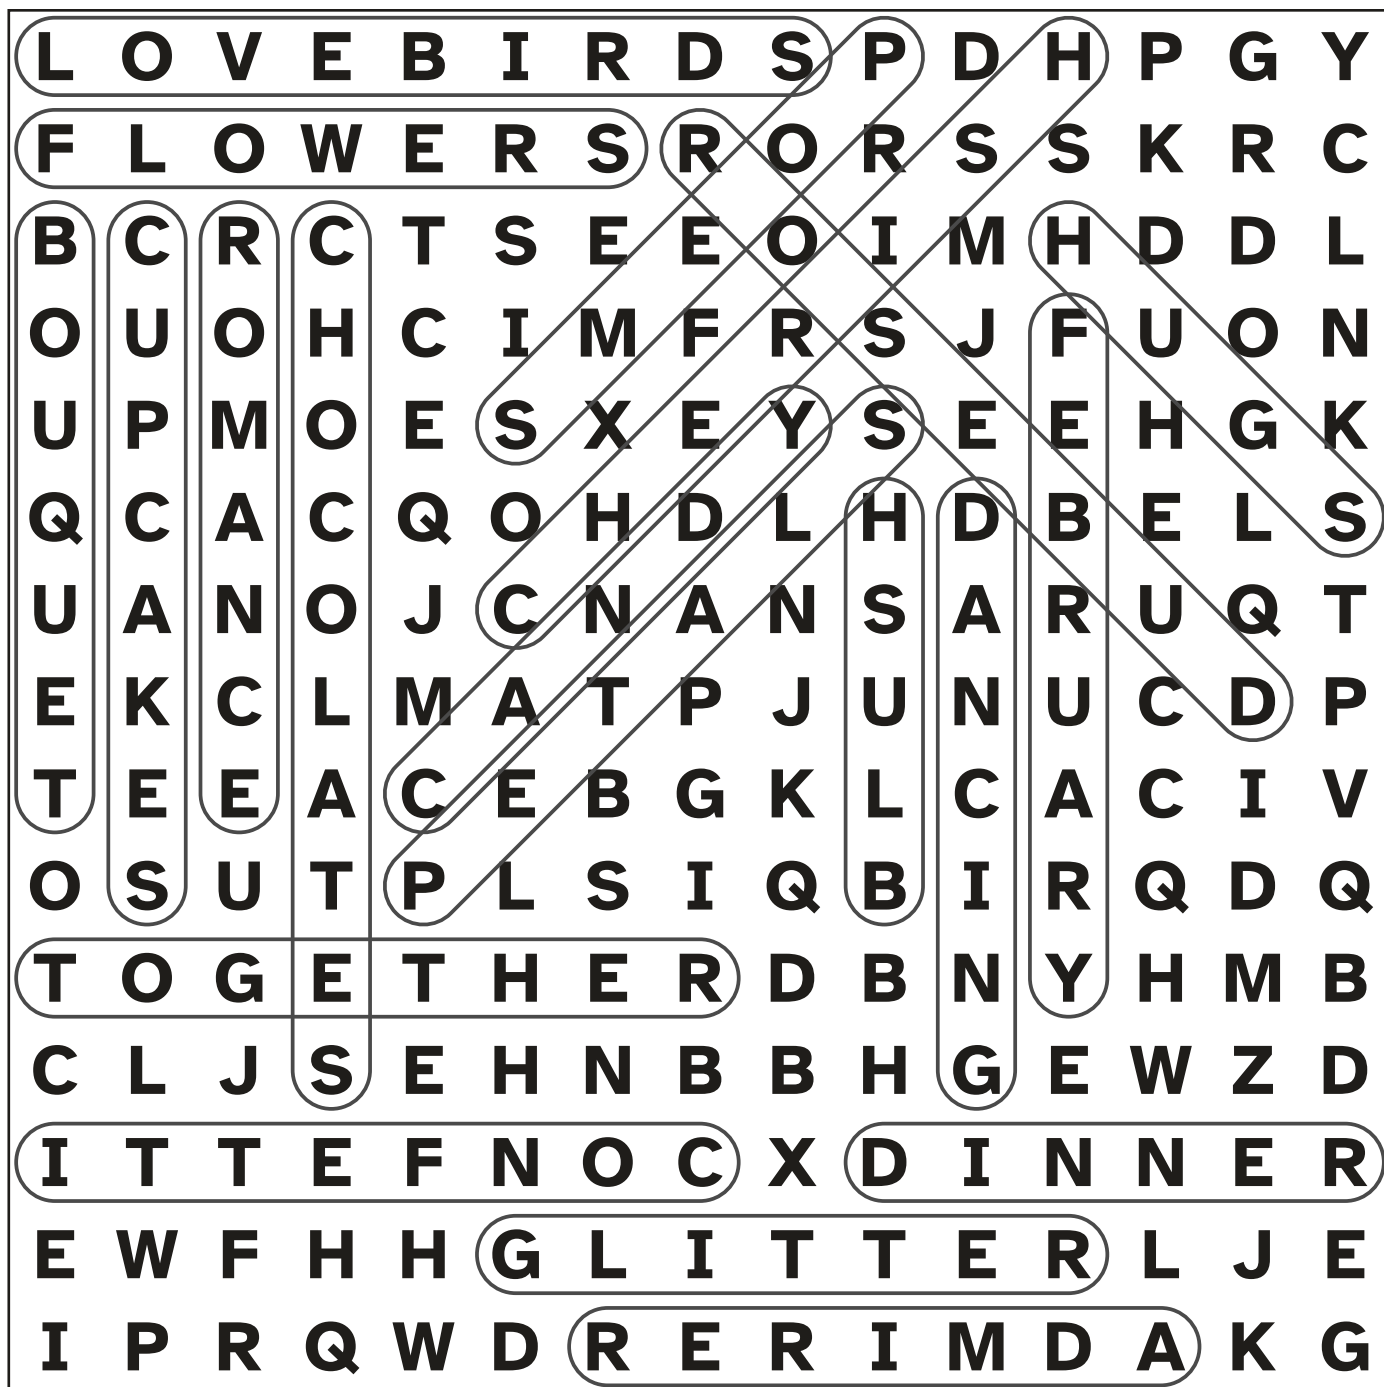 L O V E B I R D S P D H P G Y
F L O W E R S R O R S S K R C
B C R C T S E E O I M H D D L
O U O H C I M F R S J F U O N
U P M O E S X E Y S E E H G K
Q C A C Q O H D L H D B E L S
U A N O J C N A N S A R U Q T
E K C L M A T P J U N U C D P
T E E A C E B G K L C A C I V
O S U T P L S I Q B I R Q D Q
T O G E T H E R D B N Y H M B
C L J S E H N B B H G E W Z D
I T T E F N O C X D I N N E R
E W F H H G L I T T E R L J E
I P R Q W D R E R I M D A K G